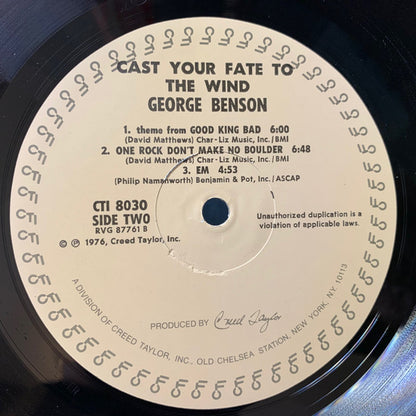 CAST YOUR FATE TO
THE WIND
GEORGE BENSON
1. theme from GOOD KING BAD 6:00
(David Matthews) Char-Liz Music, Inc./BMI
2. ONE ROCK DON'T MAKE NO BOULDER 6:48
(David Matthews) Char-Liz Music, Inc./BMI
3. EM 4:53
(Philip Namanworth) Benjamin & Pot, Inc./ASCAP
CTI 8030
SIDE TWO
RVG 87761 B
© ℗ 1976, Creed Taylor, Inc.
Unauthorized duplication is a
violation of applicable laws.
PRODUCED BY Creed Taylor
A DIVISION OF CREED TAYLOR, INC., OLD CHELSEA STATION, NEW YORK, N.Y. 10113